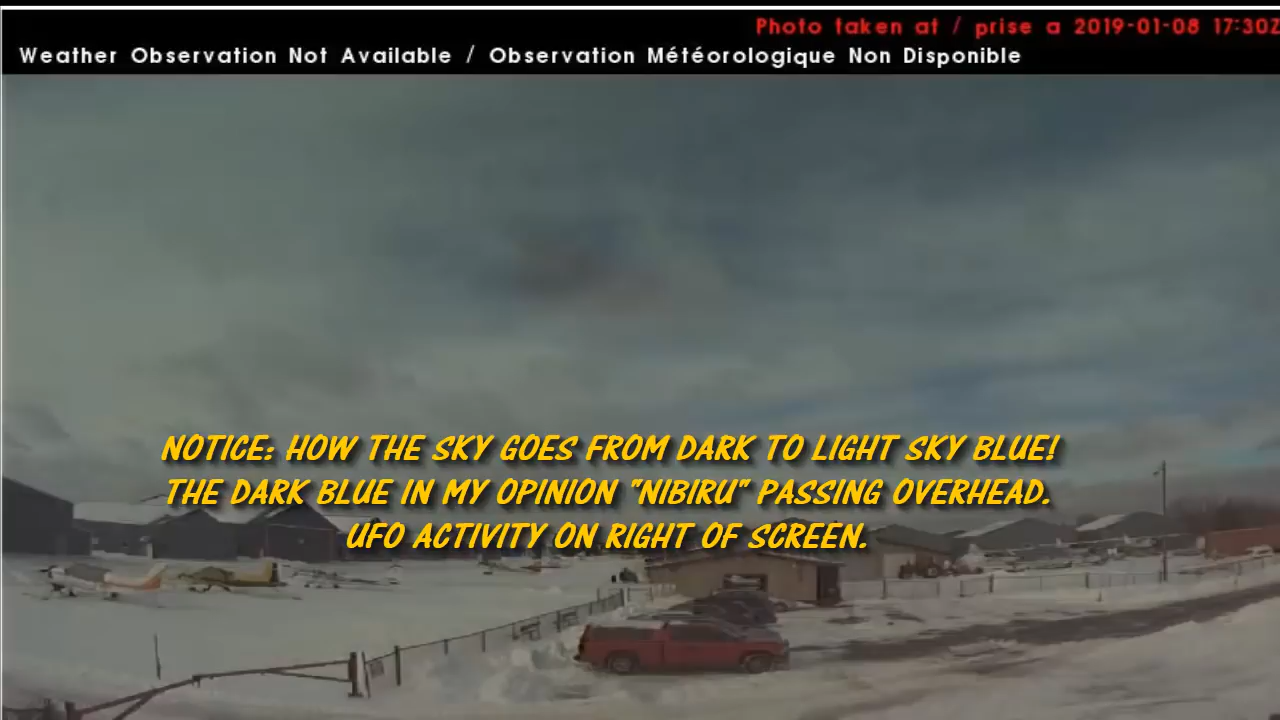 Photo taken at / prise a 2019-01-08 17:30Z
Weather Observation Not Available / Observation Météorologique Non Disponible
NOTICE: HOW THE SKY GOES FROM DARK TO LIGHT SKY BLUE!
THE DARK BLUE IN MY OPINION "NIBIRU" PASSING OVERHEAD.
UFO ACTIVITY ON RIGHT OF SCREEN.